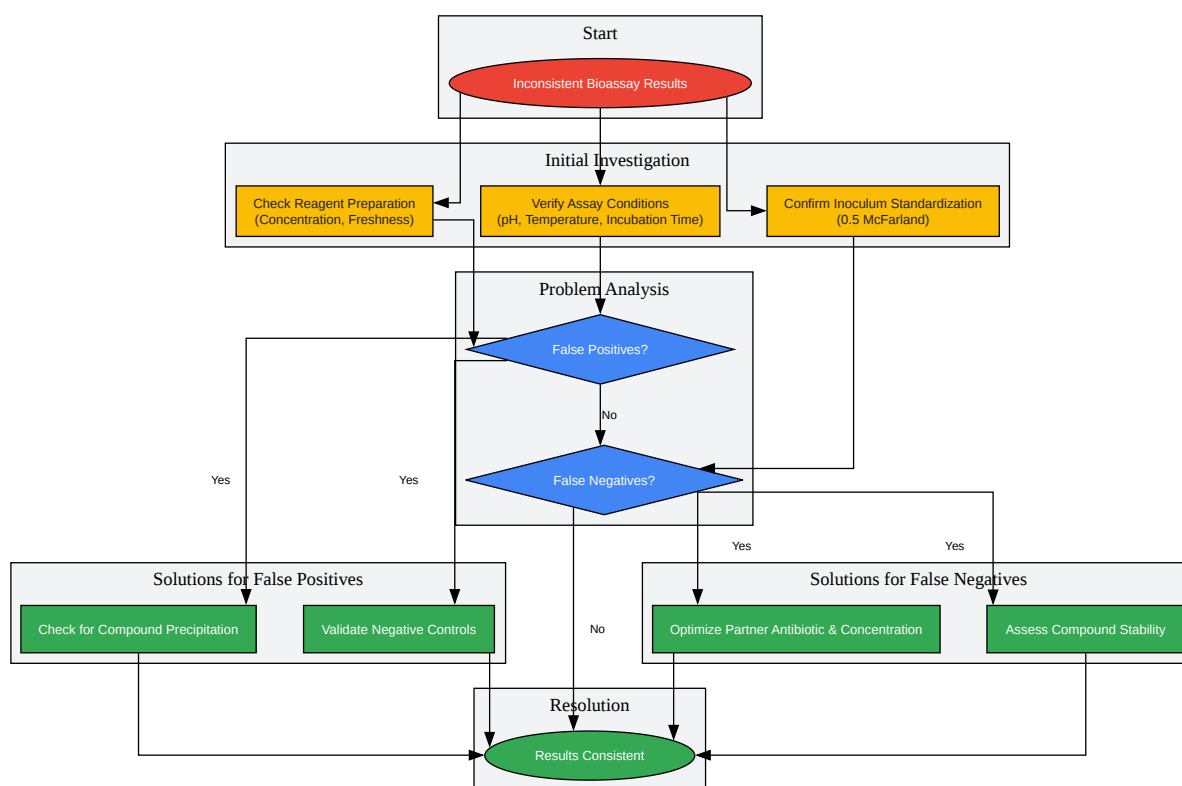 Start
Inconsistent Bioassay Results
Initial Investigation
Check Reagent Preparation
(Concentration, Freshness)
Verify Assay Conditions
(pH, Temperature, Incubation Time)
Confirm Inoculum Standardization
(0.5 McFarland)
Problem Analysis
False Positives?
No
False Negatives?
Yes
Yes
Yes
Yes
Solutions for False Positives
Solutions for False Negatives
Check for Compound Precipitation
Validate Negative Controls
No
Optimize Partner Antibiotic & Concentration
Assess Compound Stability
Resolution
Results Consistent